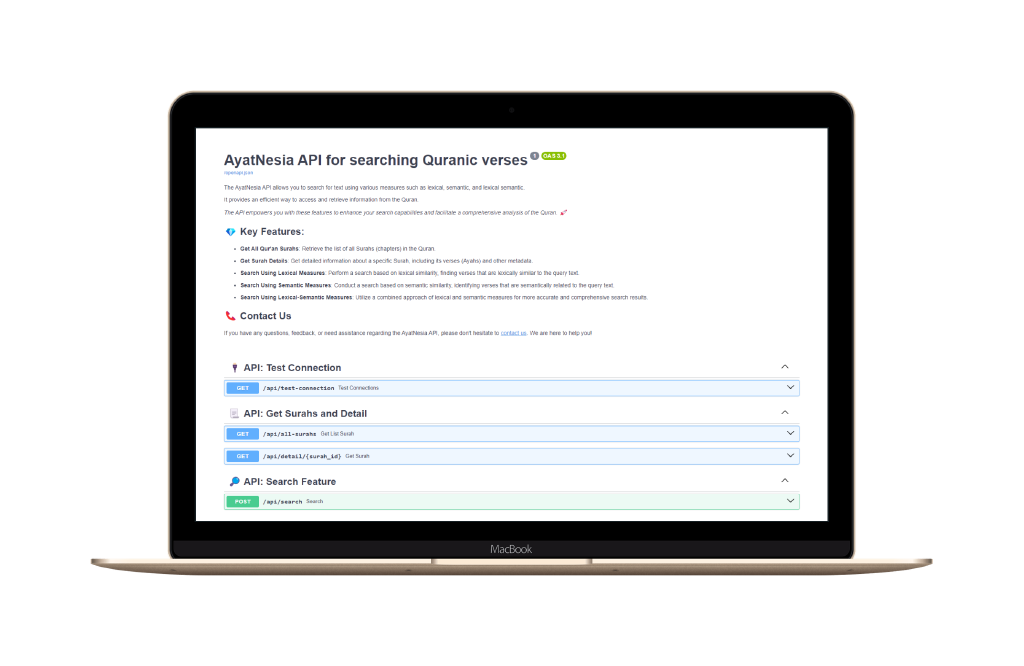 AyatNesia API for searching Quranic verses 1 OAS 3.1
openapi.json
The AyatNesia API allows you to search for text using various measures such as lexical, semantic, and lexical semantic.
It provides an efficient way to access and retrieve information from the Quran.
The API empowers you with these features to enhance your search capabilities and facilitate a comprehensive analysis of the Quran.
Key Features:
• Get All Qur'an Surahs: Retrieve the list of all Surahs (chapters) in the Quran.
• Get Surah Details: Get detailed information about a specific Surah, including its verses (Ayahs) and other metadata.
• Search Using Lexical Measures: Perform a search based on lexical similarity, finding verses that are lexically similar to the query text.
• Search Using Semantic Measures: Conduct a search based on semantic similarity, identifying verses that are semantically related to the query text.
• Search Using Lexical-Semantic Measures: Utilize a combined approach of lexical and semantic measures for more accurate and comprehensive search results.
Contact Us
If you have any questions, feedback, or need assistance regarding the AyatNesia API, please don't hesitate to contact us. We are here to help you!
API: Test Connection
GET /api/test-connection Test Connections
API: Get Surahs and Detail
GET /api/all-surahs Get List Surah
GET /api/detail/{surah_id} Get Surah
API: Search Feature
POST /api/search Search
MacBook